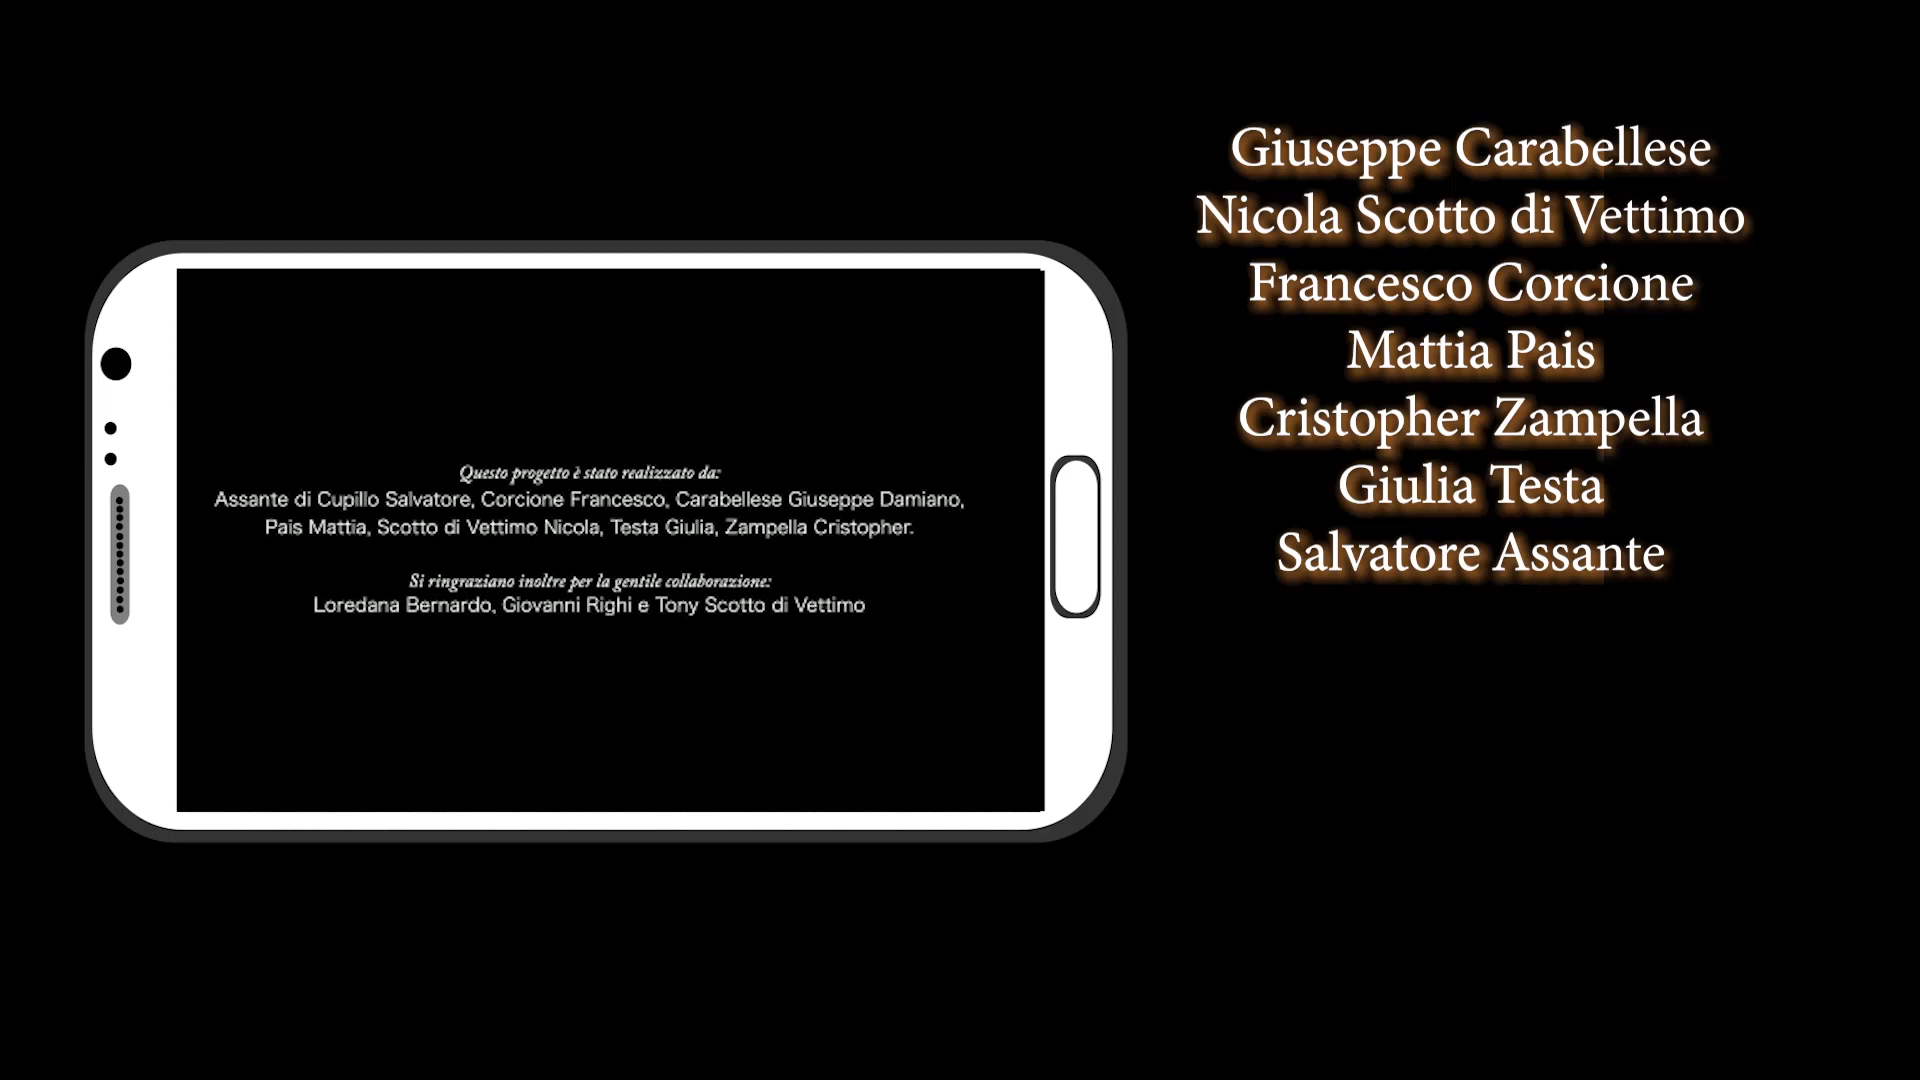 Giuseppe Carabellese
Nicola Scotto di Vettimo
Francesco Corcione
Mattia Pais
Cristopher Zampella
Giulia Testa
Salvatore Assante
Questo progetto è stato realizzato da:
Assante di Cupillo Salvatore, Corcione Francesco, Carabellese Giuseppe Damiano,
Pais Mattia, Scotto di Vettimo Nicola, Testa Giulia, Zampella Cristopher.
Si ringraziano inoltre per la gentile collaborazione:
Loredana Bernardo, Giovanni Righi e Tony Scotto di Vettimo